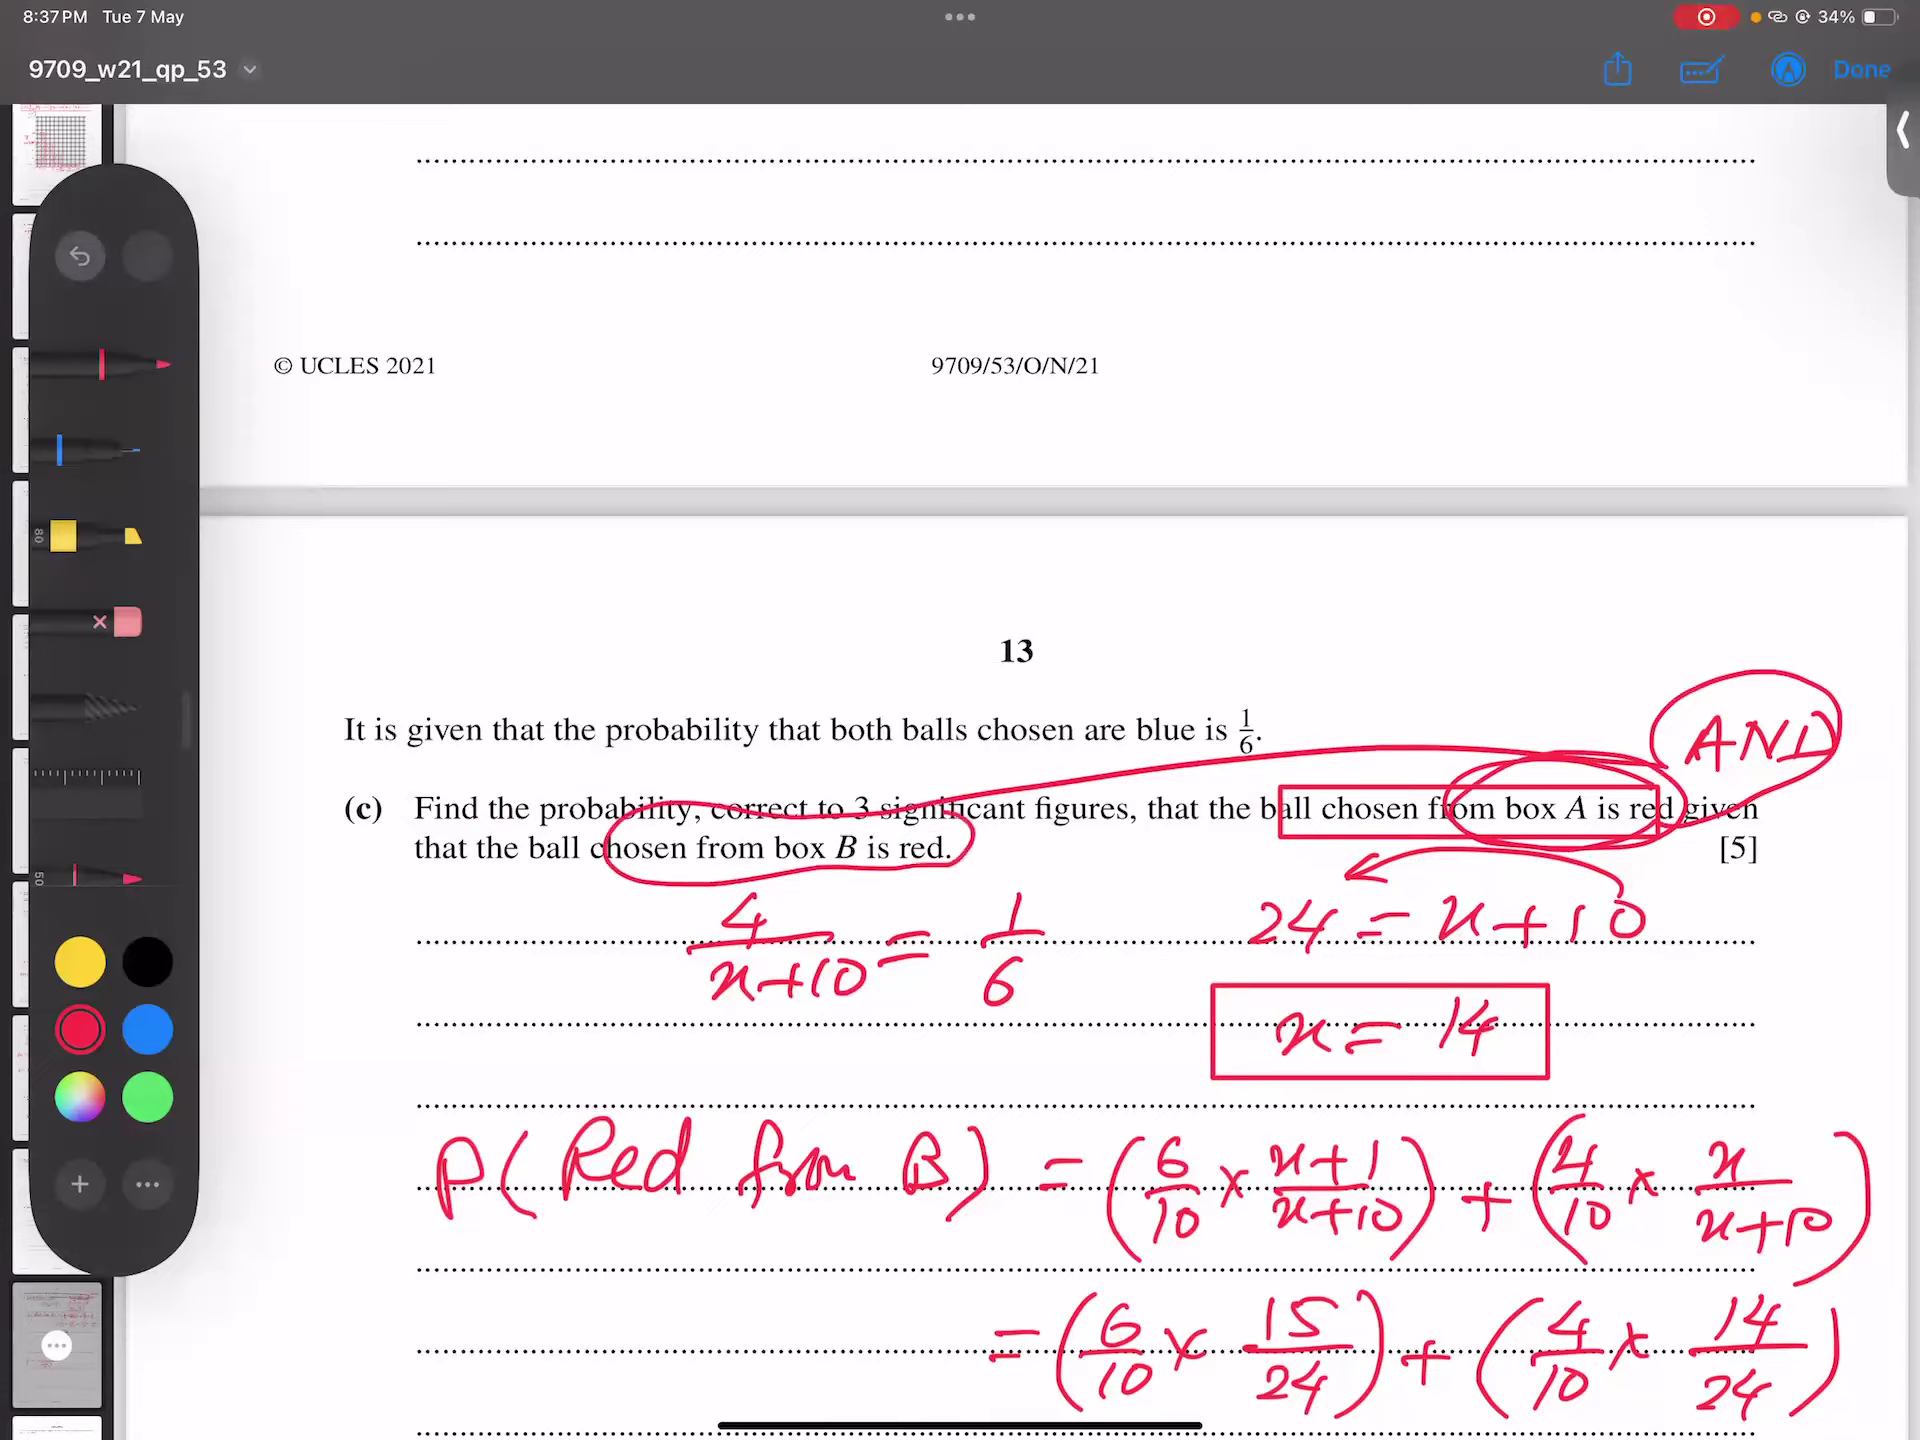 8:37 PM Tue 7 May
34%
9709_w21_qp_53
Done
© UCLES 2021
9709/53/O/N/21
13
It is given that the probability that both balls chosen are blue is 1/6.
AND
(c) Find the probability, correct to 3 significant figures, that the ball chosen from box A is red given
that the ball chosen from box B is red. [5]
4/(x+10) = 1/6
24 = x+10
x = 14
P(Red from B) = (6/10 × (x+1)/(x+10)) + (4/10 × x/(x+10))
= (6/10 × 15/24) + (4/10 × 14/24)
80
50